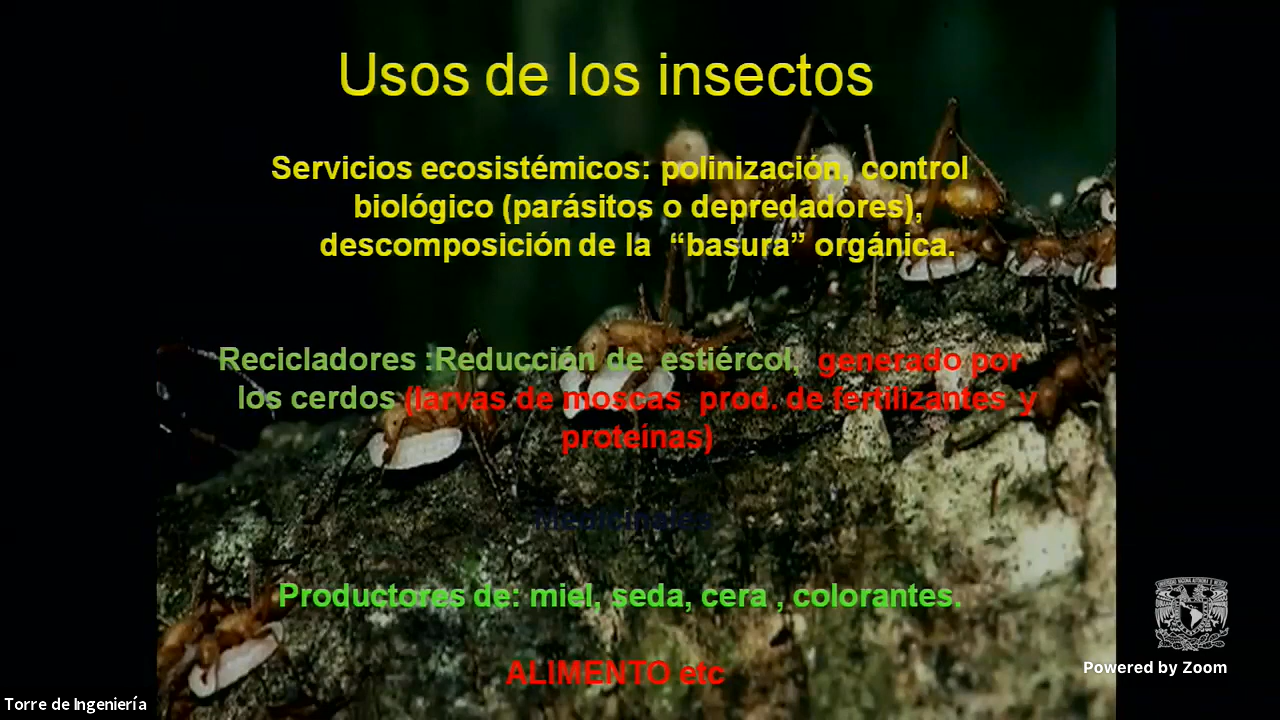 Usos de los insectos
Servicios ecosistémicos: polinización, control
biológico (parásitos o depredadores),
descomposición de la “basura” orgánica.
Recicladores :Reducción de estiércol, generado por
los cerdos (larvas de moscas prod. de fertilizantes y
proteínas)
Medicinales
Productores de: miel, seda, cera , colorantes.
ALIMENTO etc
Powered by Zoom
Torre de Ingeniería